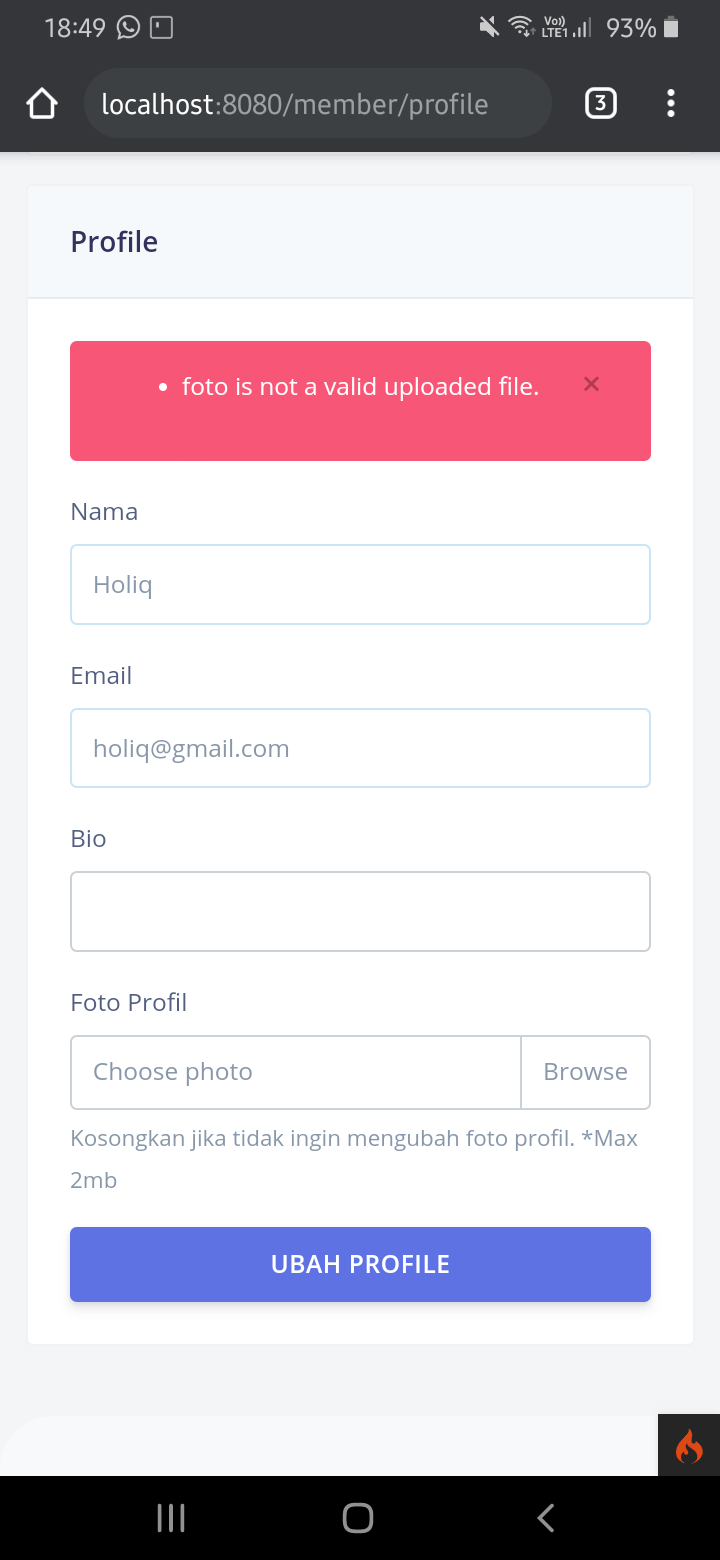 18:49 Vo)) LTE1 93%
localhost:8080/member/profile 3
Profile
• foto is not a valid uploaded file. ×
Nama
Holiq
Email
holiq@gmail.com
Bio
Foto Profil
Choose photo Browse
Kosongkan jika tidak ingin mengubah foto profil. *Max
2mb
UBAH PROFILE